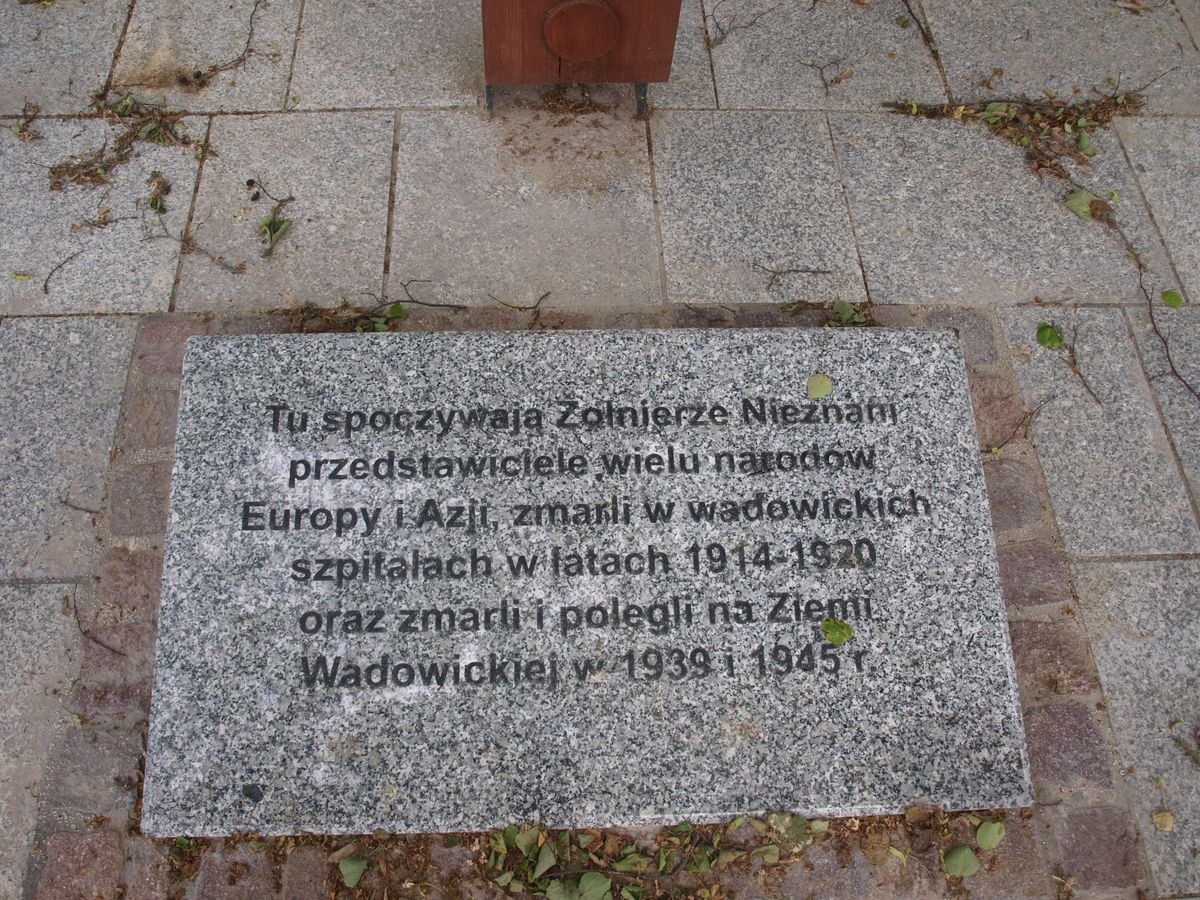 Tu spoczywają Żołnierze Nieznani
przedstawiciele wielu narodów
Europy i Azji, zmarli w wadowickich
szpitalach w latach 1914-1920
oraz zmarli i polegli na Ziemi
Wadowickiej w 1939 i 1945 r.